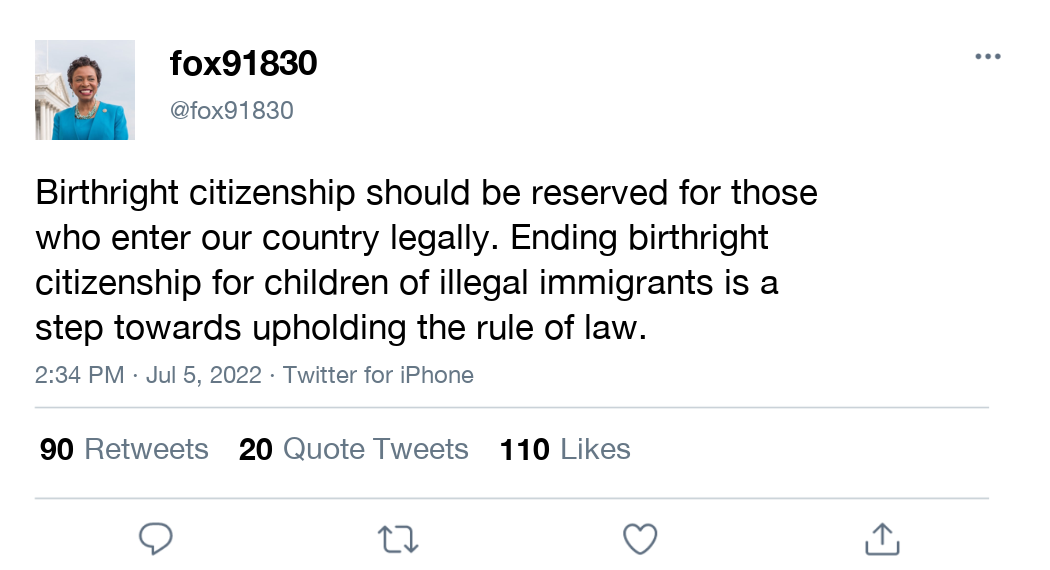 fox91830
@fox91830
Birthright citizenship should be reserved for those
who enter our country legally. Ending birthright
citizenship for children of illegal immigrants is a
step towards upholding the rule of law.
2:34 PM · Jul 5, 2022 · Twitter for iPhone
90 Retweets 20 Quote Tweets 110 Likes